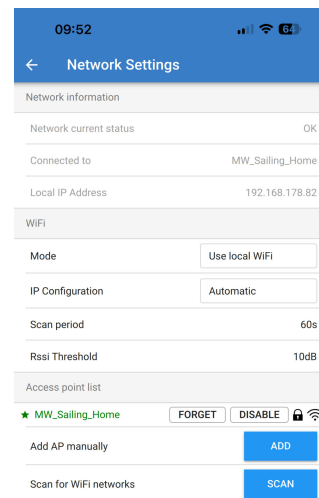 09:52
64
Network Settings
Network information
Network current status OK
Connected to MW_Sailing_Home
Local IP Address 192.168.178.82
WiFi
Mode Use local WiFi
IP Configuration Automatic
Scan period 60s
Rssi Threshold 10dB
Access point list
MW_Sailing_Home FORGET DISABLE
Add AP manually ADD
Scan for WiFi networks SCAN